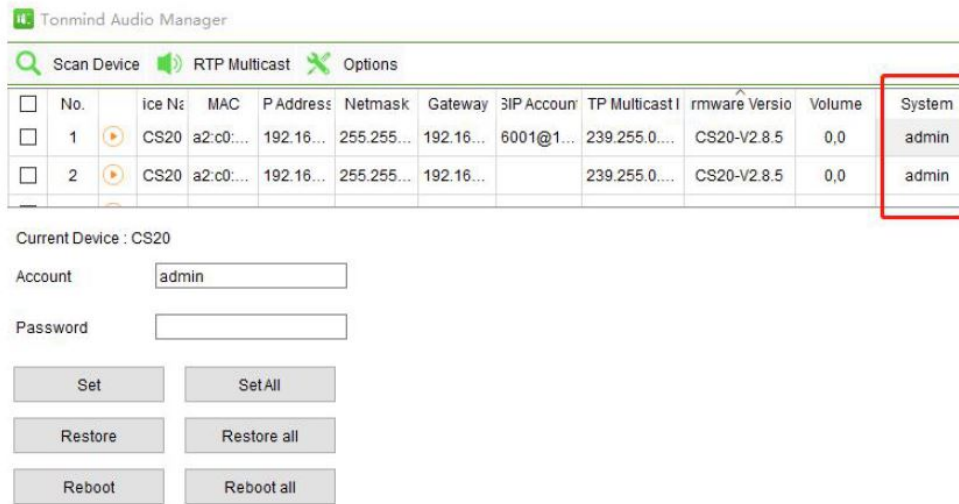 Tonmind Audio Manager
Scan Device RTP Multicast Options
No. ice Na MAC P Address Netmask Gateway SIP Accoun TP Multicast I rmware Versio Volume System
1 CS20 a2:c0:... 192.16... 255.255... 192.16... 6001@1... 239.255.0.... CS20-V2.8.5 0,0 admin
2 CS20 a2:c0:... 192.16... 255.255... 192.16... 239.255.0.... CS20-V2.8.5 0,0 admin
Current Device : CS20
Account admin
Password
Set Set All
Restore Restore all
Reboot Reboot all